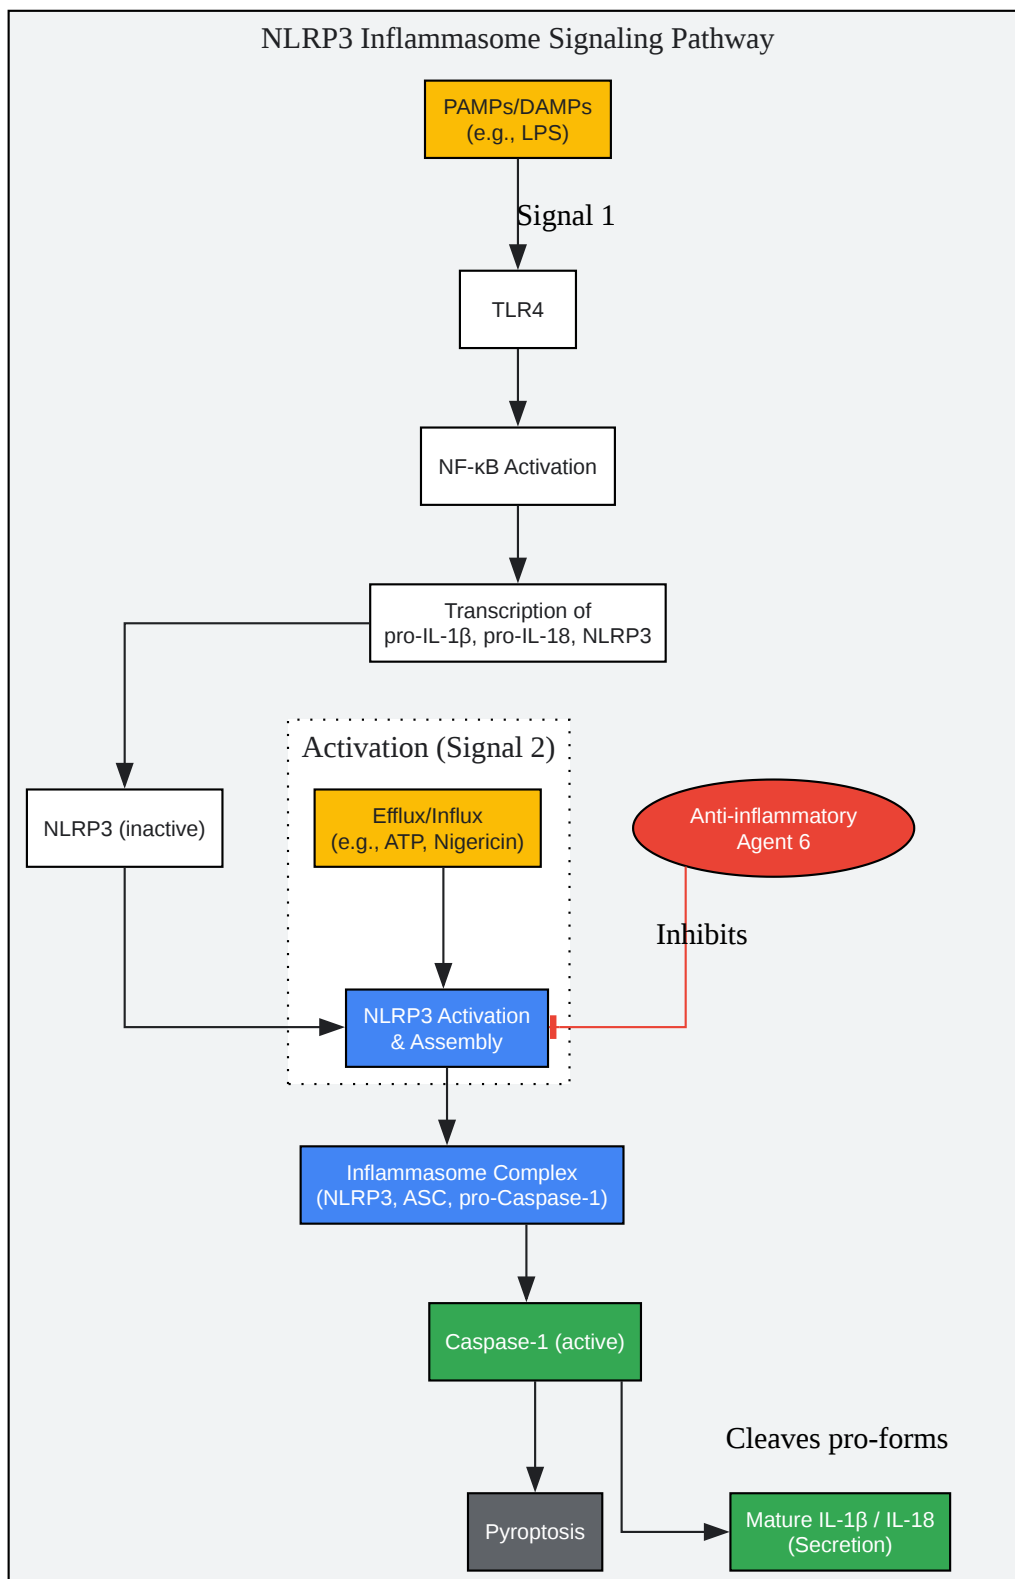 NLRP3 Inflammasome Signaling Pathway
PAMPs/DAMPs
(e.g., LPS)
Signal 1
TLR4
NF-κB Activation
Transcription of
pro-IL-1β, pro-IL-18, NLRP3
Activation (Signal 2)
NLRP3 (inactive)
Efflux/Influx
(e.g., ATP, Nigericin)
Anti-inflammatory
Agent 6
Inhibits
NLRP3 Activation
& Assembly
Inflammasome Complex
(NLRP3, ASC, pro-Caspase-1)
Caspase-1 (active)
Cleaves pro-forms
Pyroptosis
Mature IL-1β / IL-18
(Secretion)